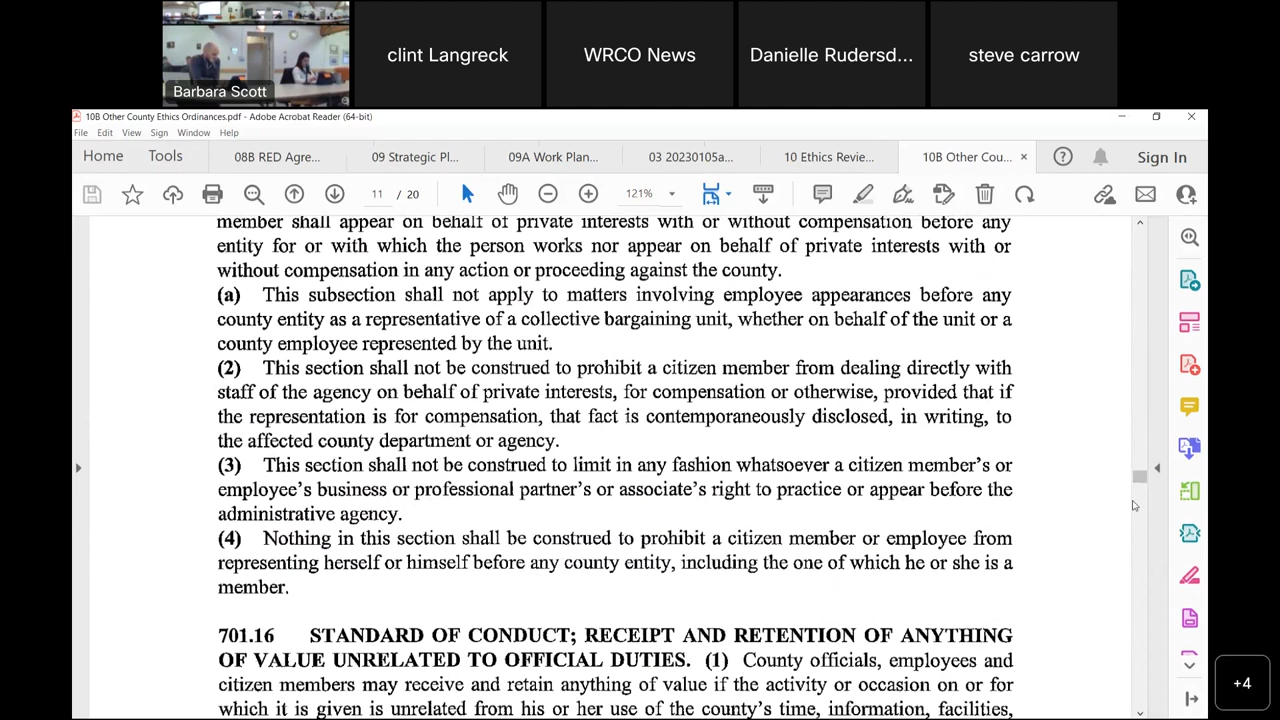 Barbara Scott
clint Langreck
WRCO News
Danielle Rudersd...
steve carrow
10B Other County Ethics Ordinances.pdf - Adobe Acrobat Reader (64-bit)
File Edit View Sign Window Help
Home Tools 08B RED Agre... 09 Strategic Pl... 09A Work Plan... 03 20230105a... 10 Ethics Revie... 10B Other Cou... × Sign In
11 / 20 121%
member shall appear on behalf of private interests with or without compensation before any
entity for or with which the person works nor appear on behalf of private interests with or
without compensation in any action or proceeding against the county.
(a) This subsection shall not apply to matters involving employee appearances before any
county entity as a representative of a collective bargaining unit, whether on behalf of the unit or a
county employee represented by the unit.
(2) This section shall not be construed to prohibit a citizen member from dealing directly with
staff of the agency on behalf of private interests, for compensation or otherwise, provided that if
the representation is for compensation, that fact is contemporaneously disclosed, in writing, to
the affected county department or agency.
(3) This section shall not be construed to limit in any fashion whatsoever a citizen member's or
employee's business or professional partner's or associate's right to practice or appear before the
administrative agency.
(4) Nothing in this section shall be construed to prohibit a citizen member or employee from
representing herself or himself before any county entity, including the one of which he or she is a
member.
701.16 STANDARD OF CONDUCT; RECEIPT AND RETENTION OF ANYTHING
OF VALUE UNRELATED TO OFFICIAL DUTIES. (1) County officials, employees and
citizen members may receive and retain anything of value if the activity or occasion on or for
which it is given is unrelated from his or her use of the county's time, information, facilities,
+4